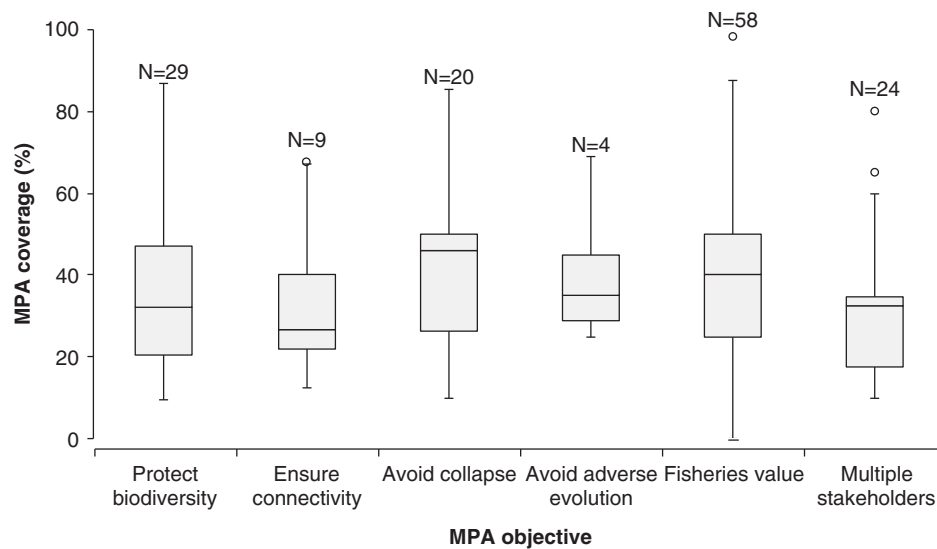 MPA coverage (%)
100
80
60
40
20
0
N=29
N=9
N=20
N=4
N=58
N=24
Protect
biodiversity
Ensure
connectivity
Avoid collapse
Avoid adverse
evolution
Fisheries value
Multiple
stakeholders
MPA objective